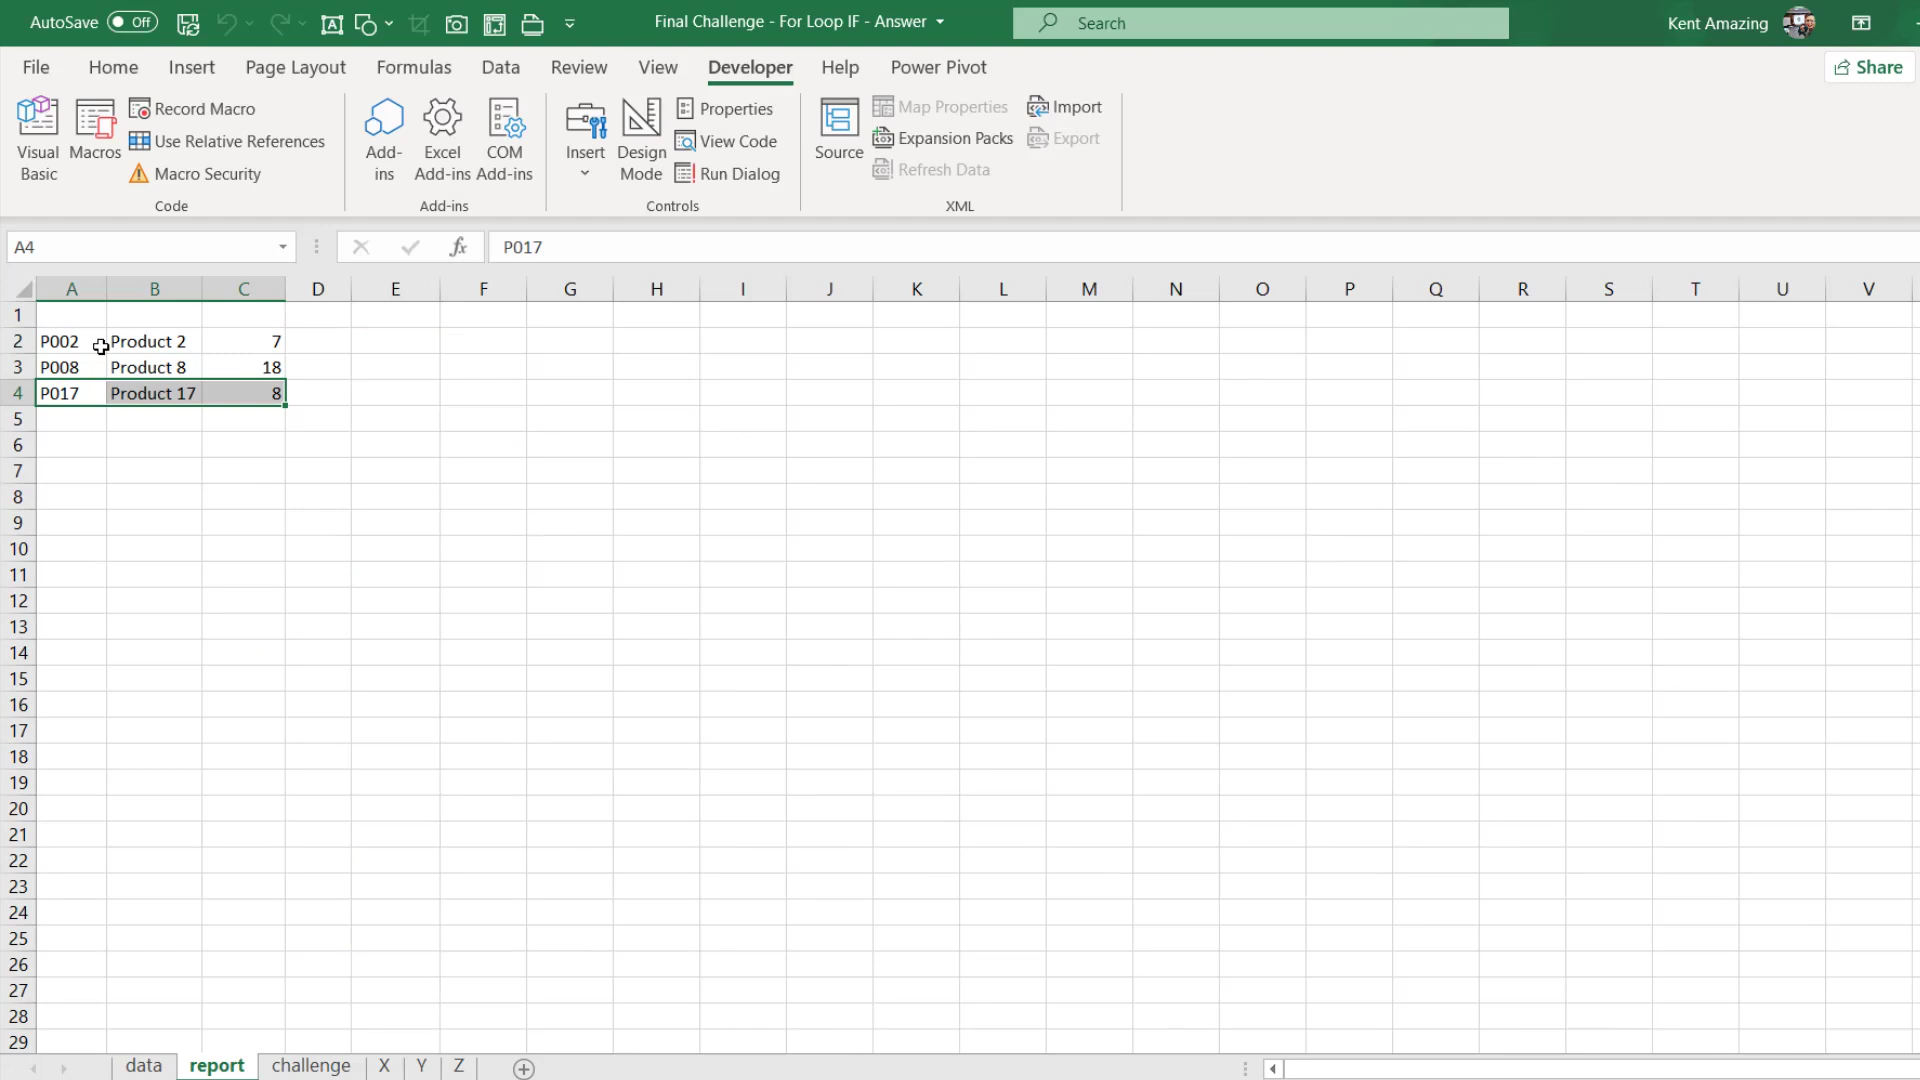 AutoSave Off Final Challenge - For Loop IF - Answer Search Kent Amazing
File Home Insert Page Layout Formulas Data Review View Developer Help Power Pivot Share
Visual Basic
Macros
Record Macro
Use Relative References
Macro Security
Code
Add-ins
Excel Add-ins
COM Add-ins
Add-ins
Insert
Design Mode
Properties
View Code
Run Dialog
Controls
Source
Map Properties
Expansion Packs
Refresh Data
Import
Export
XML
A4 fx P017
A B C D E F G H I J K L M N O P Q R S T U V
1
2 P002 Product 2 7
3 P008 Product 8 18
4 P017 Product 17 8
5
6
7
8
9
10
11
12
13
14
15
16
17
18
19
20
21
22
23
24
25
26
27
28
29
data report challenge X Y Z